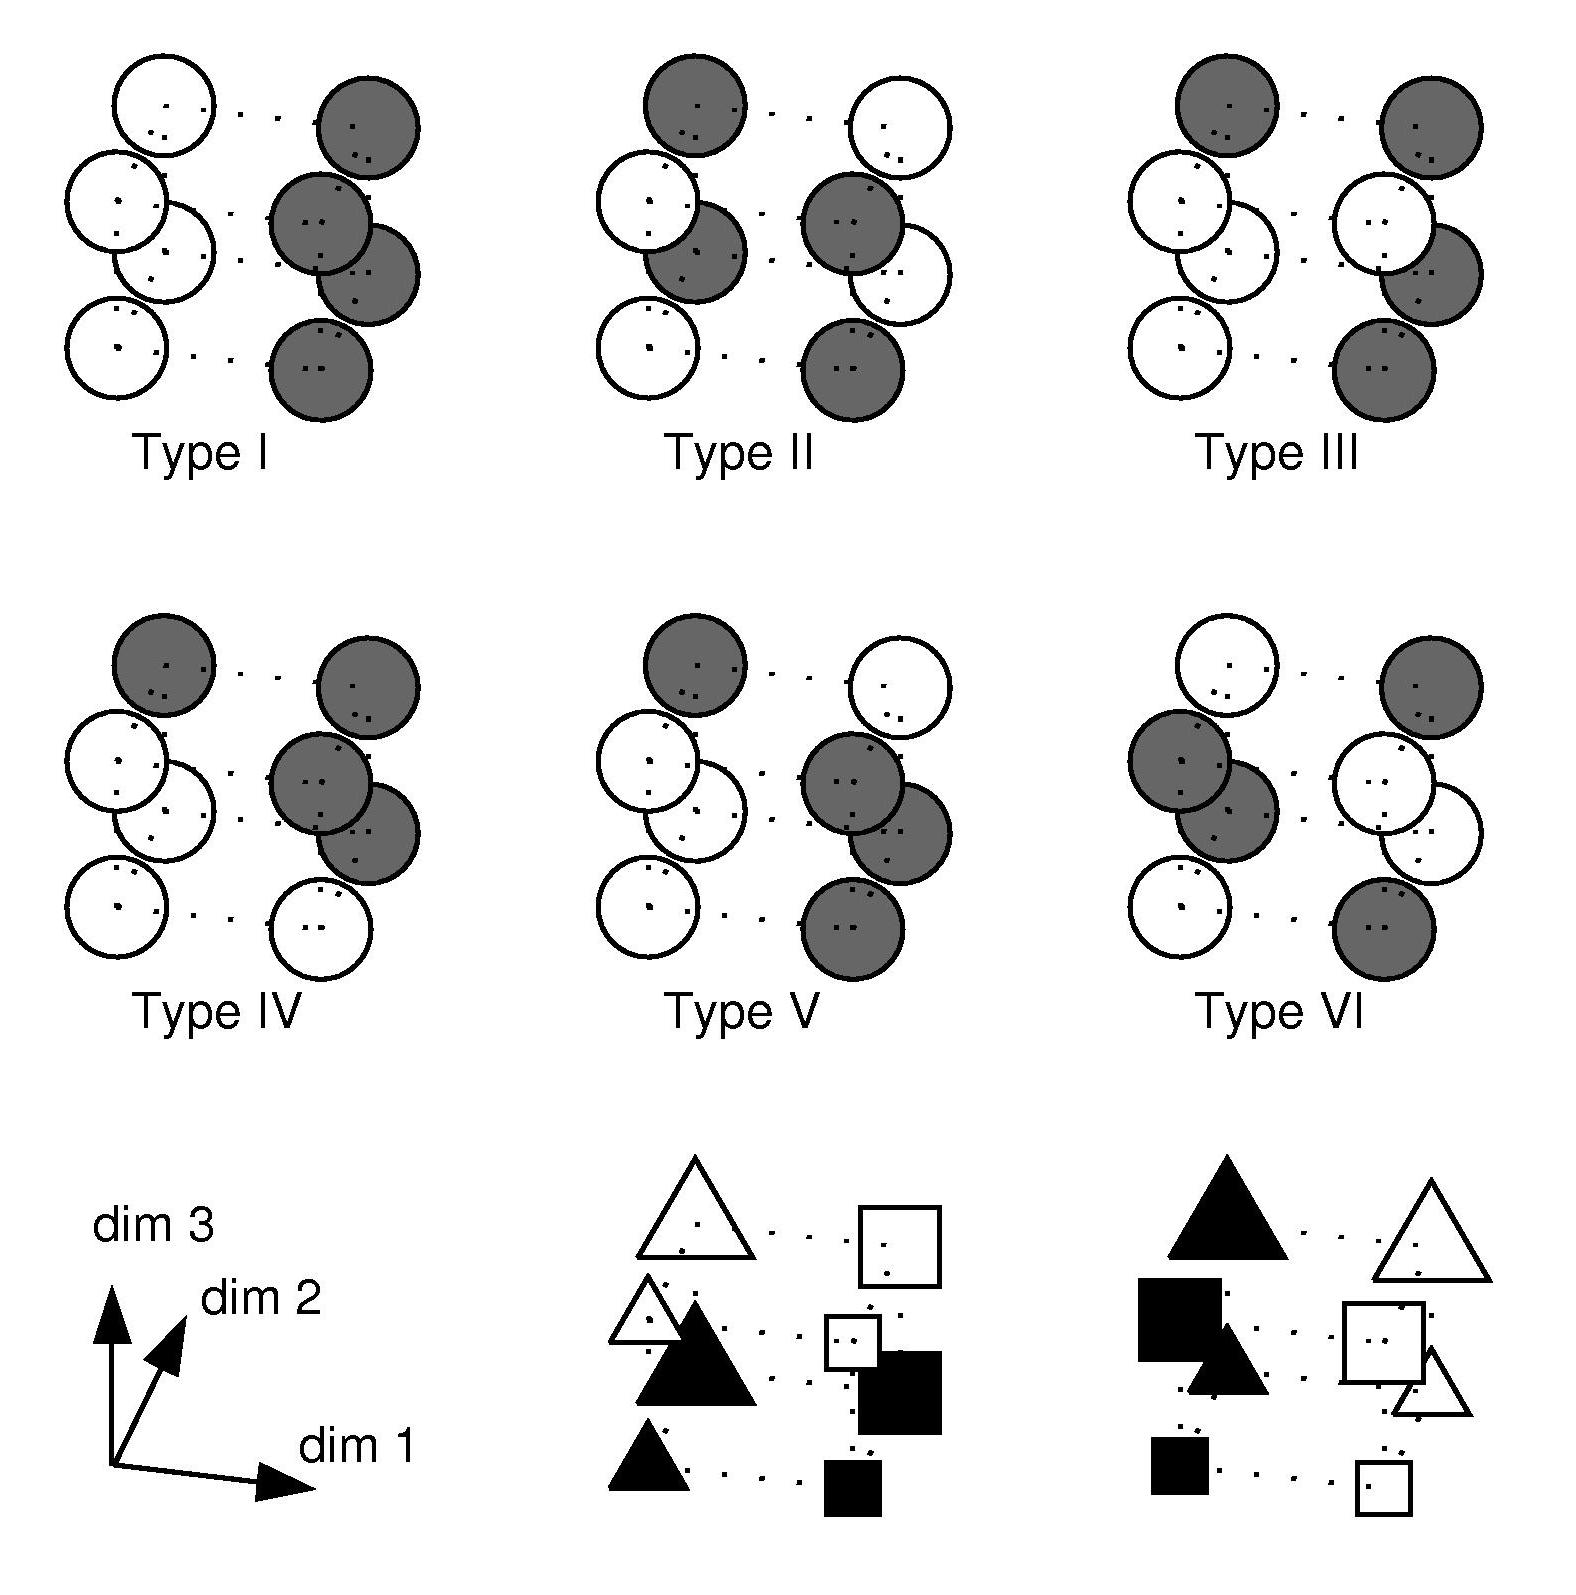 Type I
Type II
Type III
Type IV
Type V
Type VI
dim 3
dim 2
dim 1